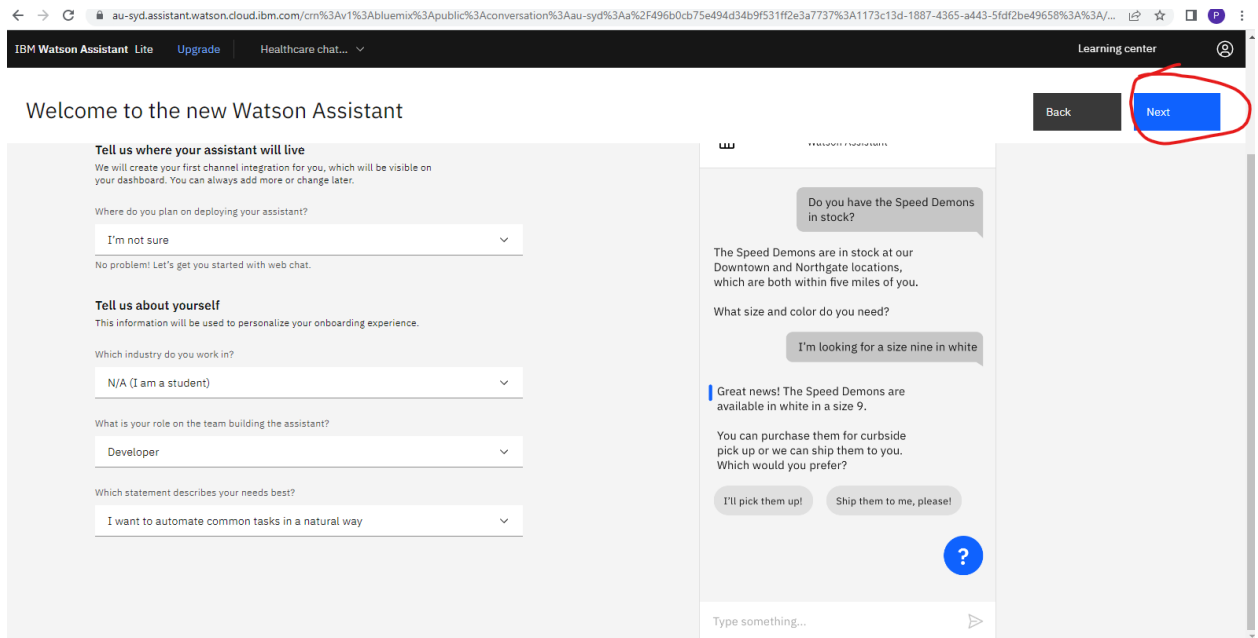 au-syd.assistant.watson.cloud.ibm.com/crn%3Av1%3Abluemix%3Apublic%3Aconversation%3Aau-syd%3Aa%2F496b0cb75e494d34b9f531ff2e3a7737%3A1173c13d-1887-4365-a443-5fdf2be49658%3A%3A/...
P
IBM Watson Assistant Lite
Upgrade
Healthcare chat...
Learning center
Welcome to the new Watson Assistant
Back
Next
Tell us where your assistant will live
We will create your first channel integration for you, which will be visible on
your dashboard. You can always add more or change later.
Where do you plan on deploying your assistant?
I'm not sure
No problem! Let's get you started with web chat.
Tell us about yourself
This information will be used to personalize your onboarding experience.
Which industry do you work in?
N/A (I am a student)
What is your role on the team building the assistant?
Developer
Which statement describes your needs best?
I want to automate common tasks in a natural way
Watson Assistant
Do you have the Speed Demons
in stock?
The Speed Demons are in stock at our
Downtown and Northgate locations,
which are both within five miles of you.
What size and color do you need?
I'm looking for a size nine in white
Great news! The Speed Demons are
available in white in a size 9.
You can purchase them for curbside
pick up or we can ship them to you.
Which would you prefer?
I'll pick them up!
Ship them to me, please!
?
Type something...